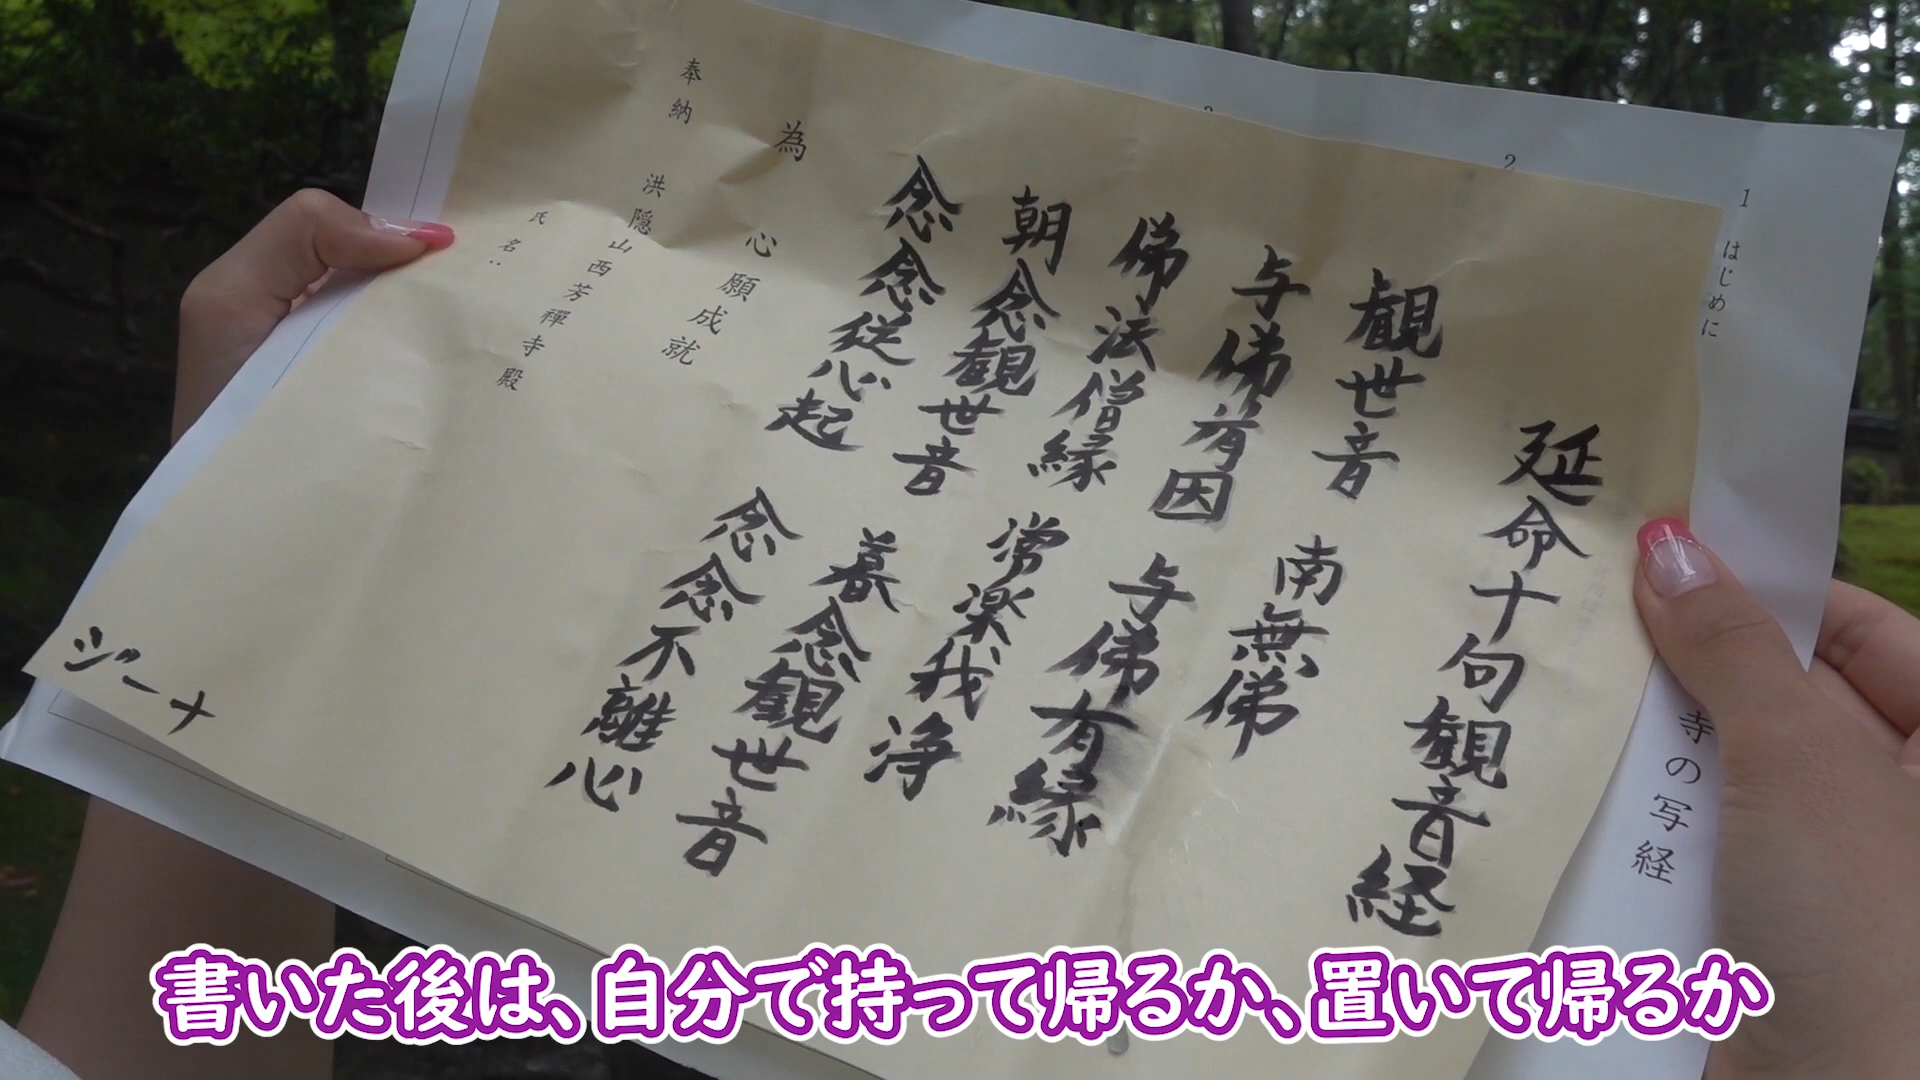 延命十句観音経
観世音 南無佛
与佛有因 与佛有縁
佛法僧縁 常楽我浄
朝念観世音 暮念観世音
念念従心起 念念不離心
為 心願成就
奉納 洪隠山西芳禪寺殿
氏名:
ジーナ
1 はじめに
2
寺の写経
書いた後は、自分で持って帰るか、置いて帰るか